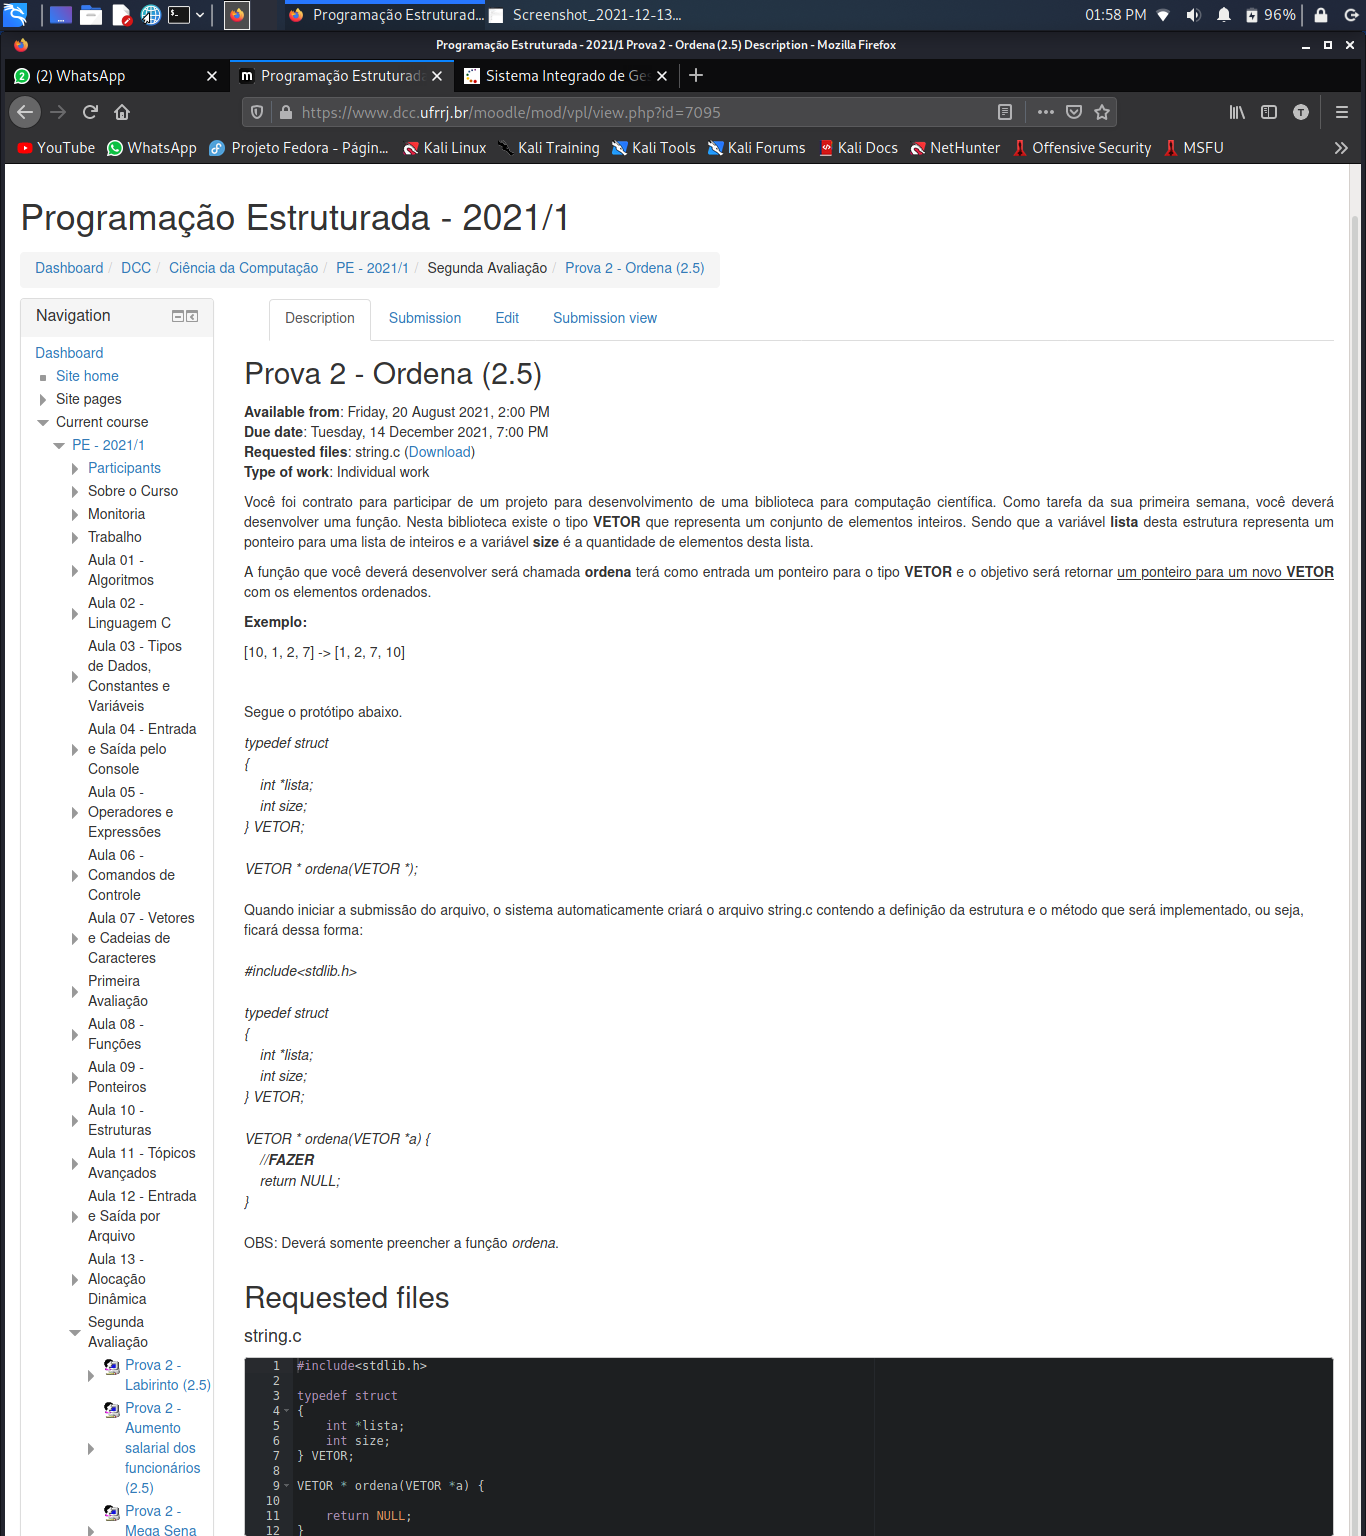 01:58 PM
96%
Programação Estruturad...
Screenshot_2021-12-13...
Programação Estruturada - 2021/1 Prova 2 - Ordena (2.5) Description - Mozilla Firefox
(2) WhatsApp
Programação Estruturada
Sistema Integrado de Ges
https://www.dcc.ufrrj.br/moodle/mod/vpl/view.php?id=7095
YouTube
WhatsApp
Projeto Fedora - Págin...
Kali Linux
Kali Training
Kali Tools
Kali Forums
Kali Docs
NetHunter
Offensive Security
MSFU
Programação Estruturada - 2021/1
Dashboard / DCC / Ciência da Computação / PE - 2021/1 / Segunda Avaliação / Prova 2 - Ordena (2.5)
Navigation
Dashboard
Site home
Site pages
Current course
PE - 2021/1
Participants
Sobre o Curso
Monitoria
Trabalho
Aula 01 -
Algoritmos
Aula 02 -
Linguagem C
Aula 03 - Tipos
de Dados,
Constantes e
Variáveis
Aula 04 - Entrada
e Saída pelo
Console
Aula 05 -
Operadores e
Expressões
Aula 06 -
Comandos de
Controle
Aula 07 - Vetores
e Cadeias de
Caracteres
Primeira
Avaliação
Aula 08 -
Funções
Aula 09 -
Ponteiros
Aula 10 -
Estruturas
Aula 11 - Tópicos
Avançados
Aula 12 - Entrada
e Saída por
Arquivo
Aula 13 -
Alocação
Dinâmica
Segunda
Avaliação
Prova 2 -
Labirinto (2.5)
Prova 2 -
Aumento
salarial dos
funcionários
(2.5)
Prova 2 -
Mega Sena
Description
Submission
Edit
Submission view
Prova 2 - Ordena (2.5)
Available from: Friday, 20 August 2021, 2:00 PM
Due date: Tuesday, 14 December 2021, 7:00 PM
Requested files: string.c (Download)
Type of work: Individual work
Você foi contrato para participar de um projeto para desenvolvimento de uma biblioteca para computação científica. Como tarefa da sua primeira semana, você deverá
desenvolver uma função. Nesta biblioteca existe o tipo VETOR que representa um conjunto de elementos inteiros. Sendo que a variável lista desta estrutura representa um
ponteiro para uma lista de inteiros e a variável size é a quantidade de elementos desta lista.
A função que você deverá desenvolver será chamada ordena terá como entrada um ponteiro para o tipo VETOR e o objetivo será retornar um ponteiro para um novo VETOR
com os elementos ordenados.
Exemplo:
[10, 1, 2, 7] -> [1, 2, 7, 10]
Segue o protótipo abaixo.
typedef struct
{
int *lista;
int size;
} VETOR;
VETOR * ordena(VETOR *);
Quando iniciar a submissão do arquivo, o sistema automaticamente criará o arquivo string.c contendo a definição da estrutura e o método que será implementado, ou seja,
ficará dessa forma:
#include<stdlib.h>
typedef struct
{
int *lista;
int size;
} VETOR;
VETOR * ordena(VETOR *a) {
//FAZER
return NULL;
}
OBS: Deverá somente preencher a função ordena.
Requested files
string.c
1 #include<stdlib.h>
2
3 typedef struct
4 {
5 int *lista;
6 int size;
7 } VETOR;
8
9 VETOR * ordena(VETOR *a) {
10
11 return NULL;
12 }